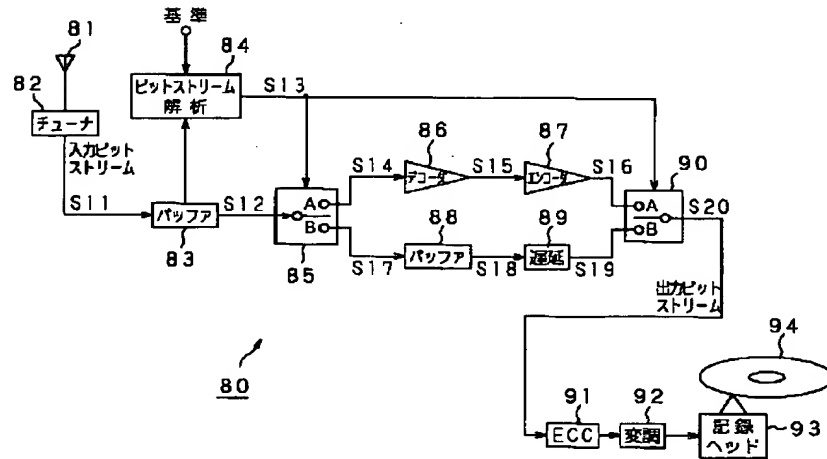 81
基準
84
82
チューナ
ビットストリーム
解析
S13
入力ビット
ストリーム
86
87
90
S14
デコーダ
S15
エンコーダ
S16
S11
S12
A
B
A
B
S20
バッファ
83
85
88
89
S17
バッファ
S18
遅延
S19
出力ビット
ストリーム
80
94
91
92
ECC
変調
記録
ヘッド
93